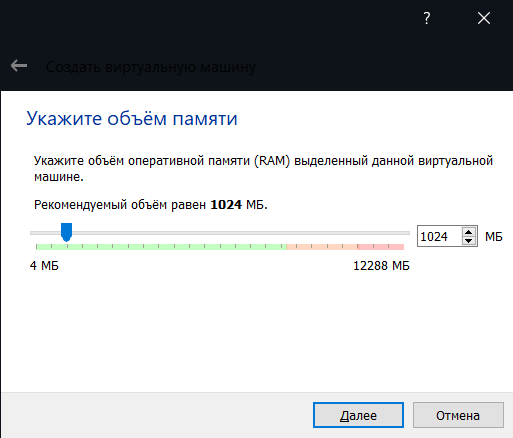 ?
Создать виртуальную машину
Укажите объём памяти
Укажите объём оперативной памяти (RAM) выделенный данной виртуальной
машине.
Рекомендуемый объём равен 1024 МБ.
1024 МБ
4 МБ 12288 МБ
Далее Отмена